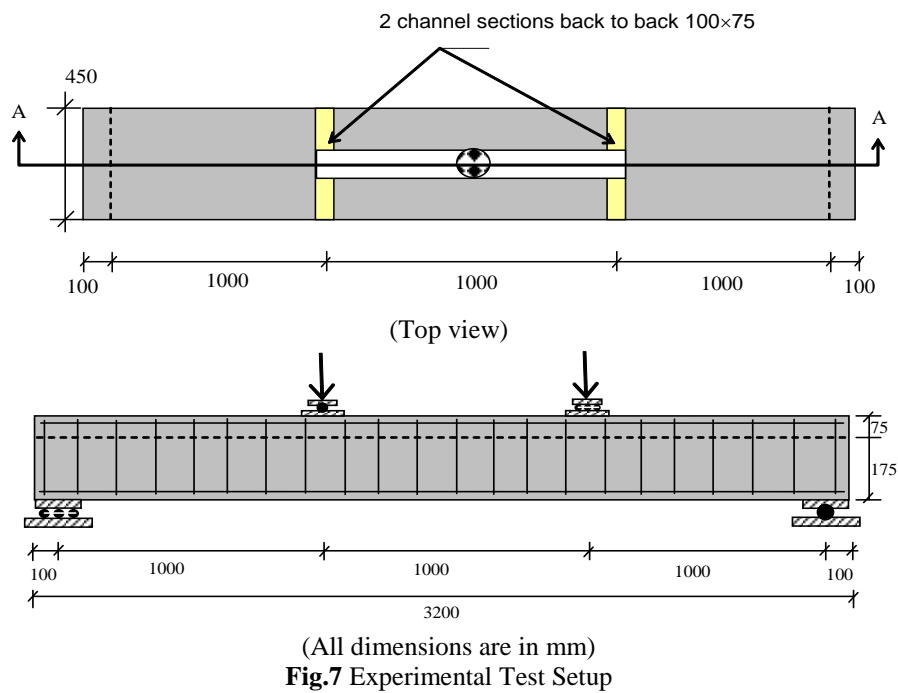 2 channel sections back to back 100×75
450
A
A
100
1000
1000
1000
100
(Top view)
75
175
100
1000
1000
1000
100
3200
(All dimensions are in mm)
Fig.7 Experimental Test Setup